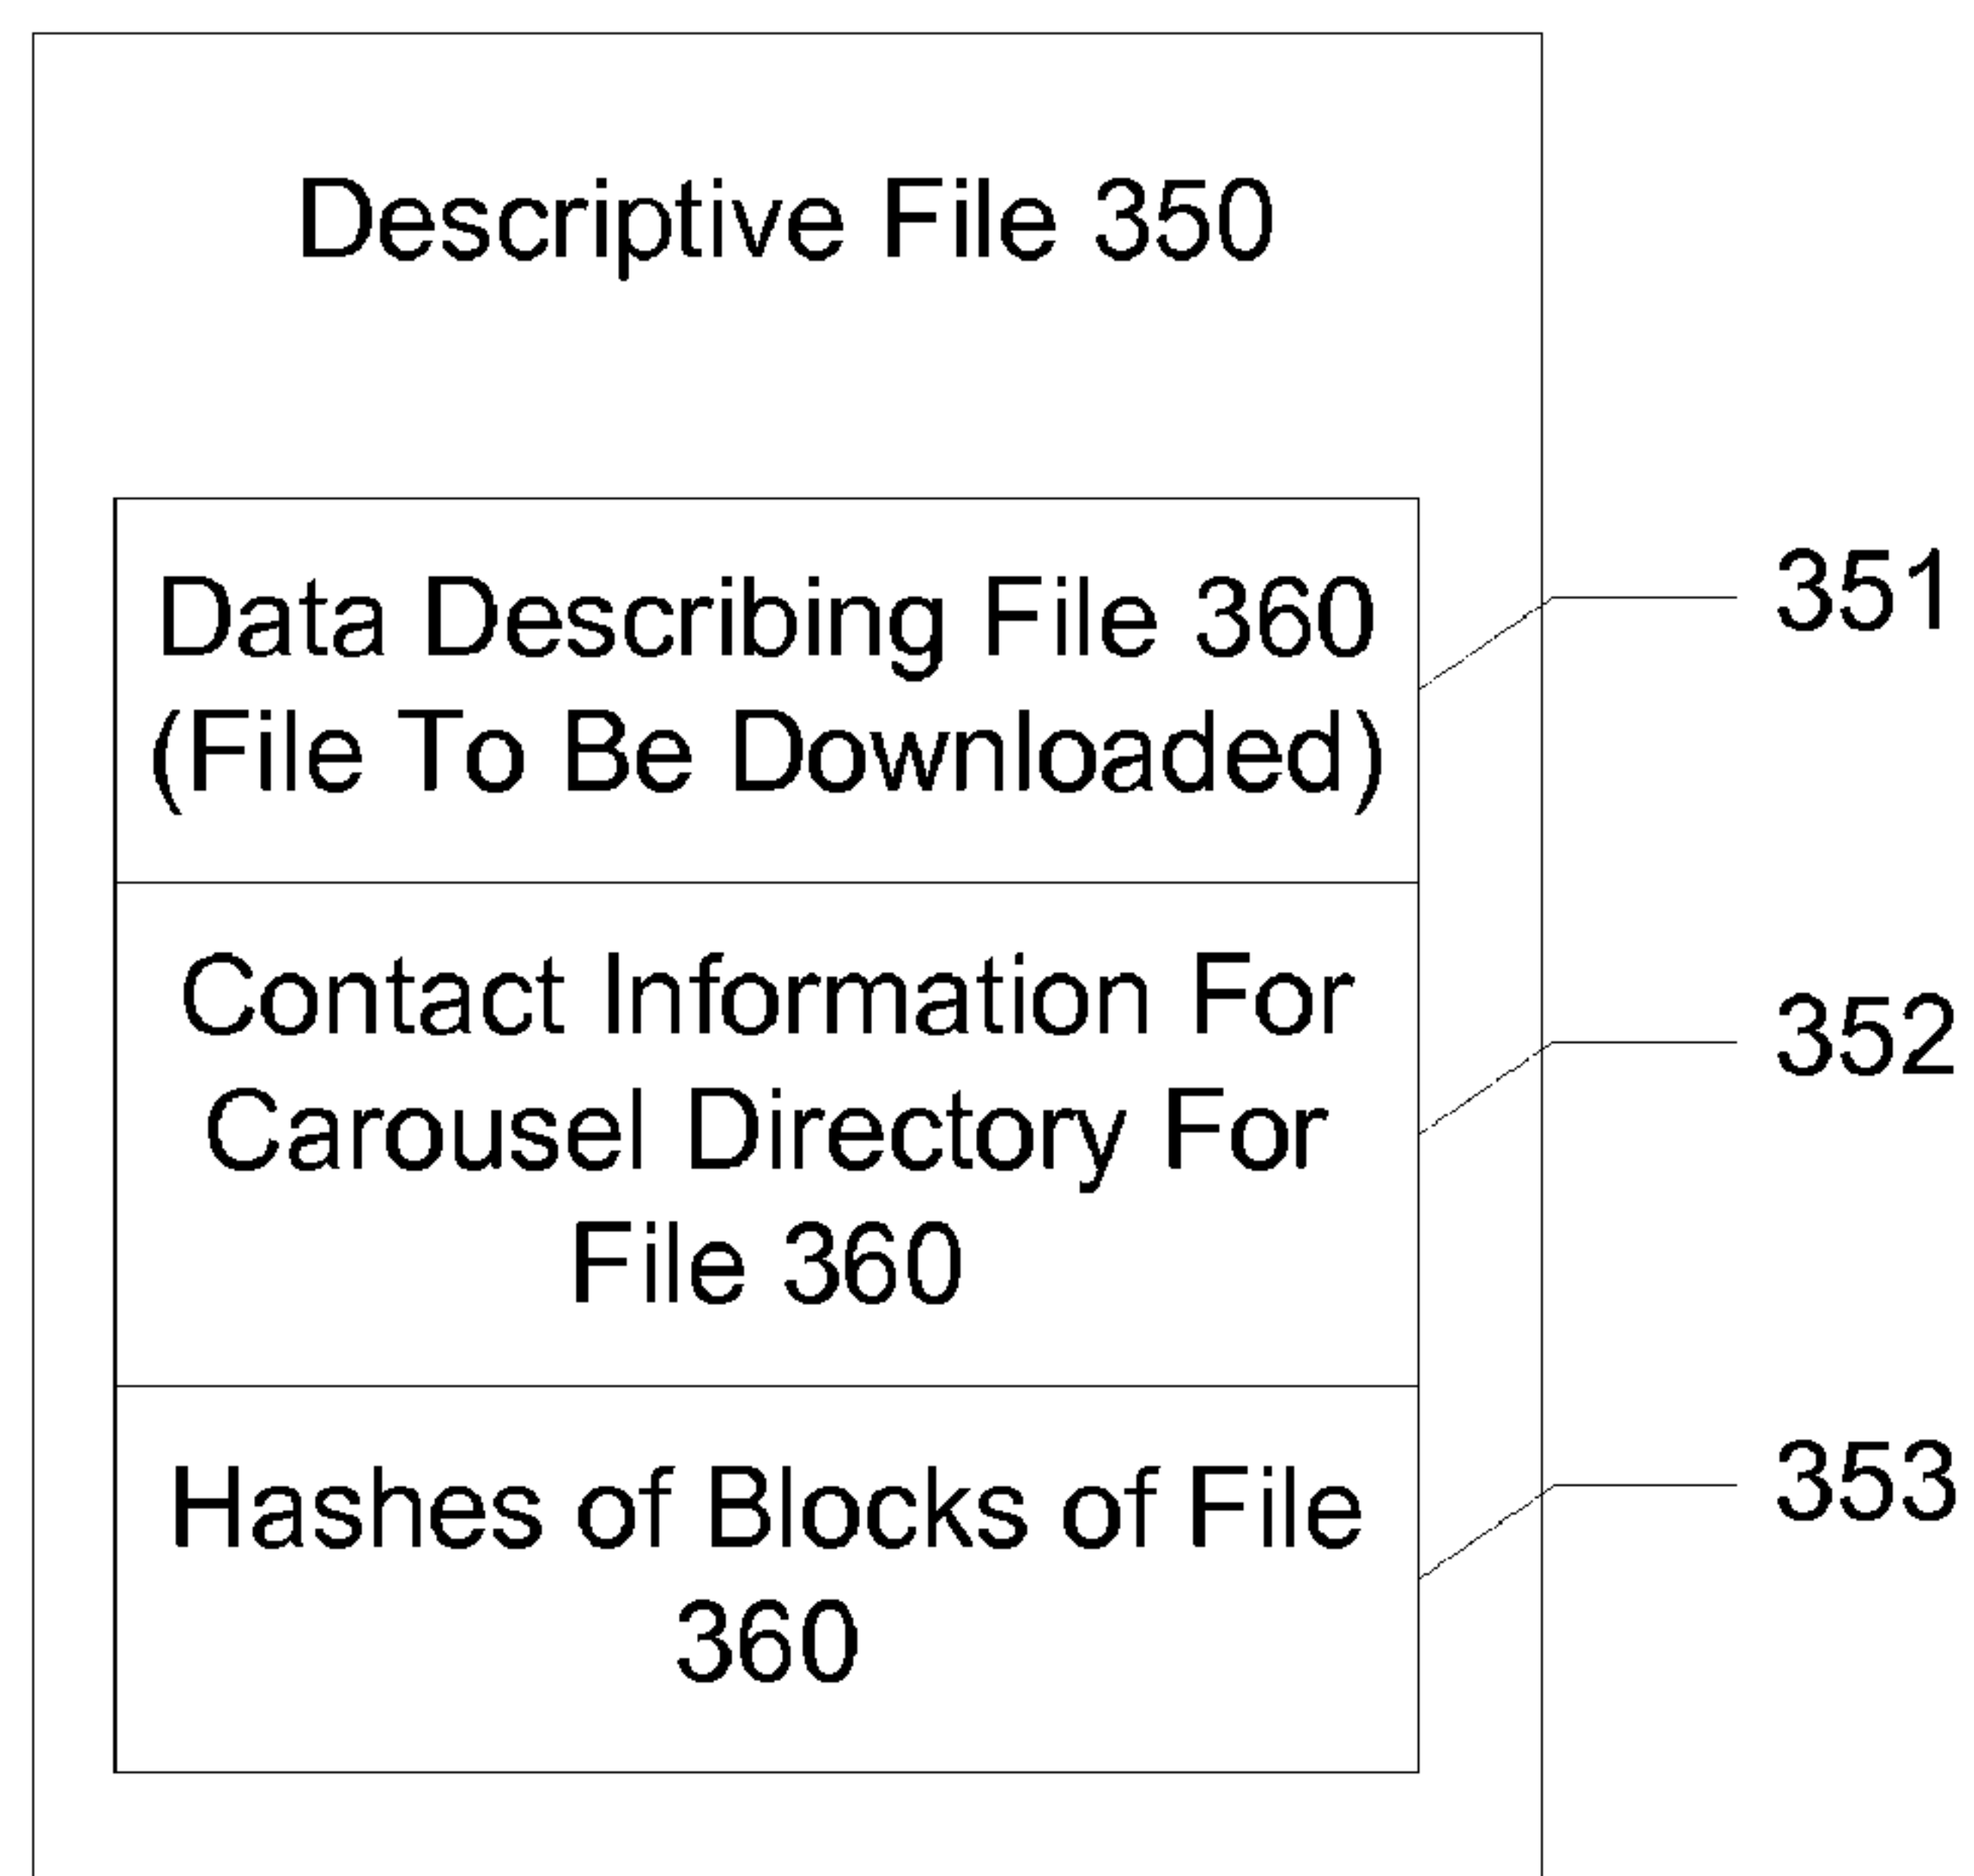 Descriptive File 350
Data Describing File 360
(File To Be Downloaded)
351
Contact Information For
Carousel Directory For
File 360
352
Hashes of Blocks of File
360
353